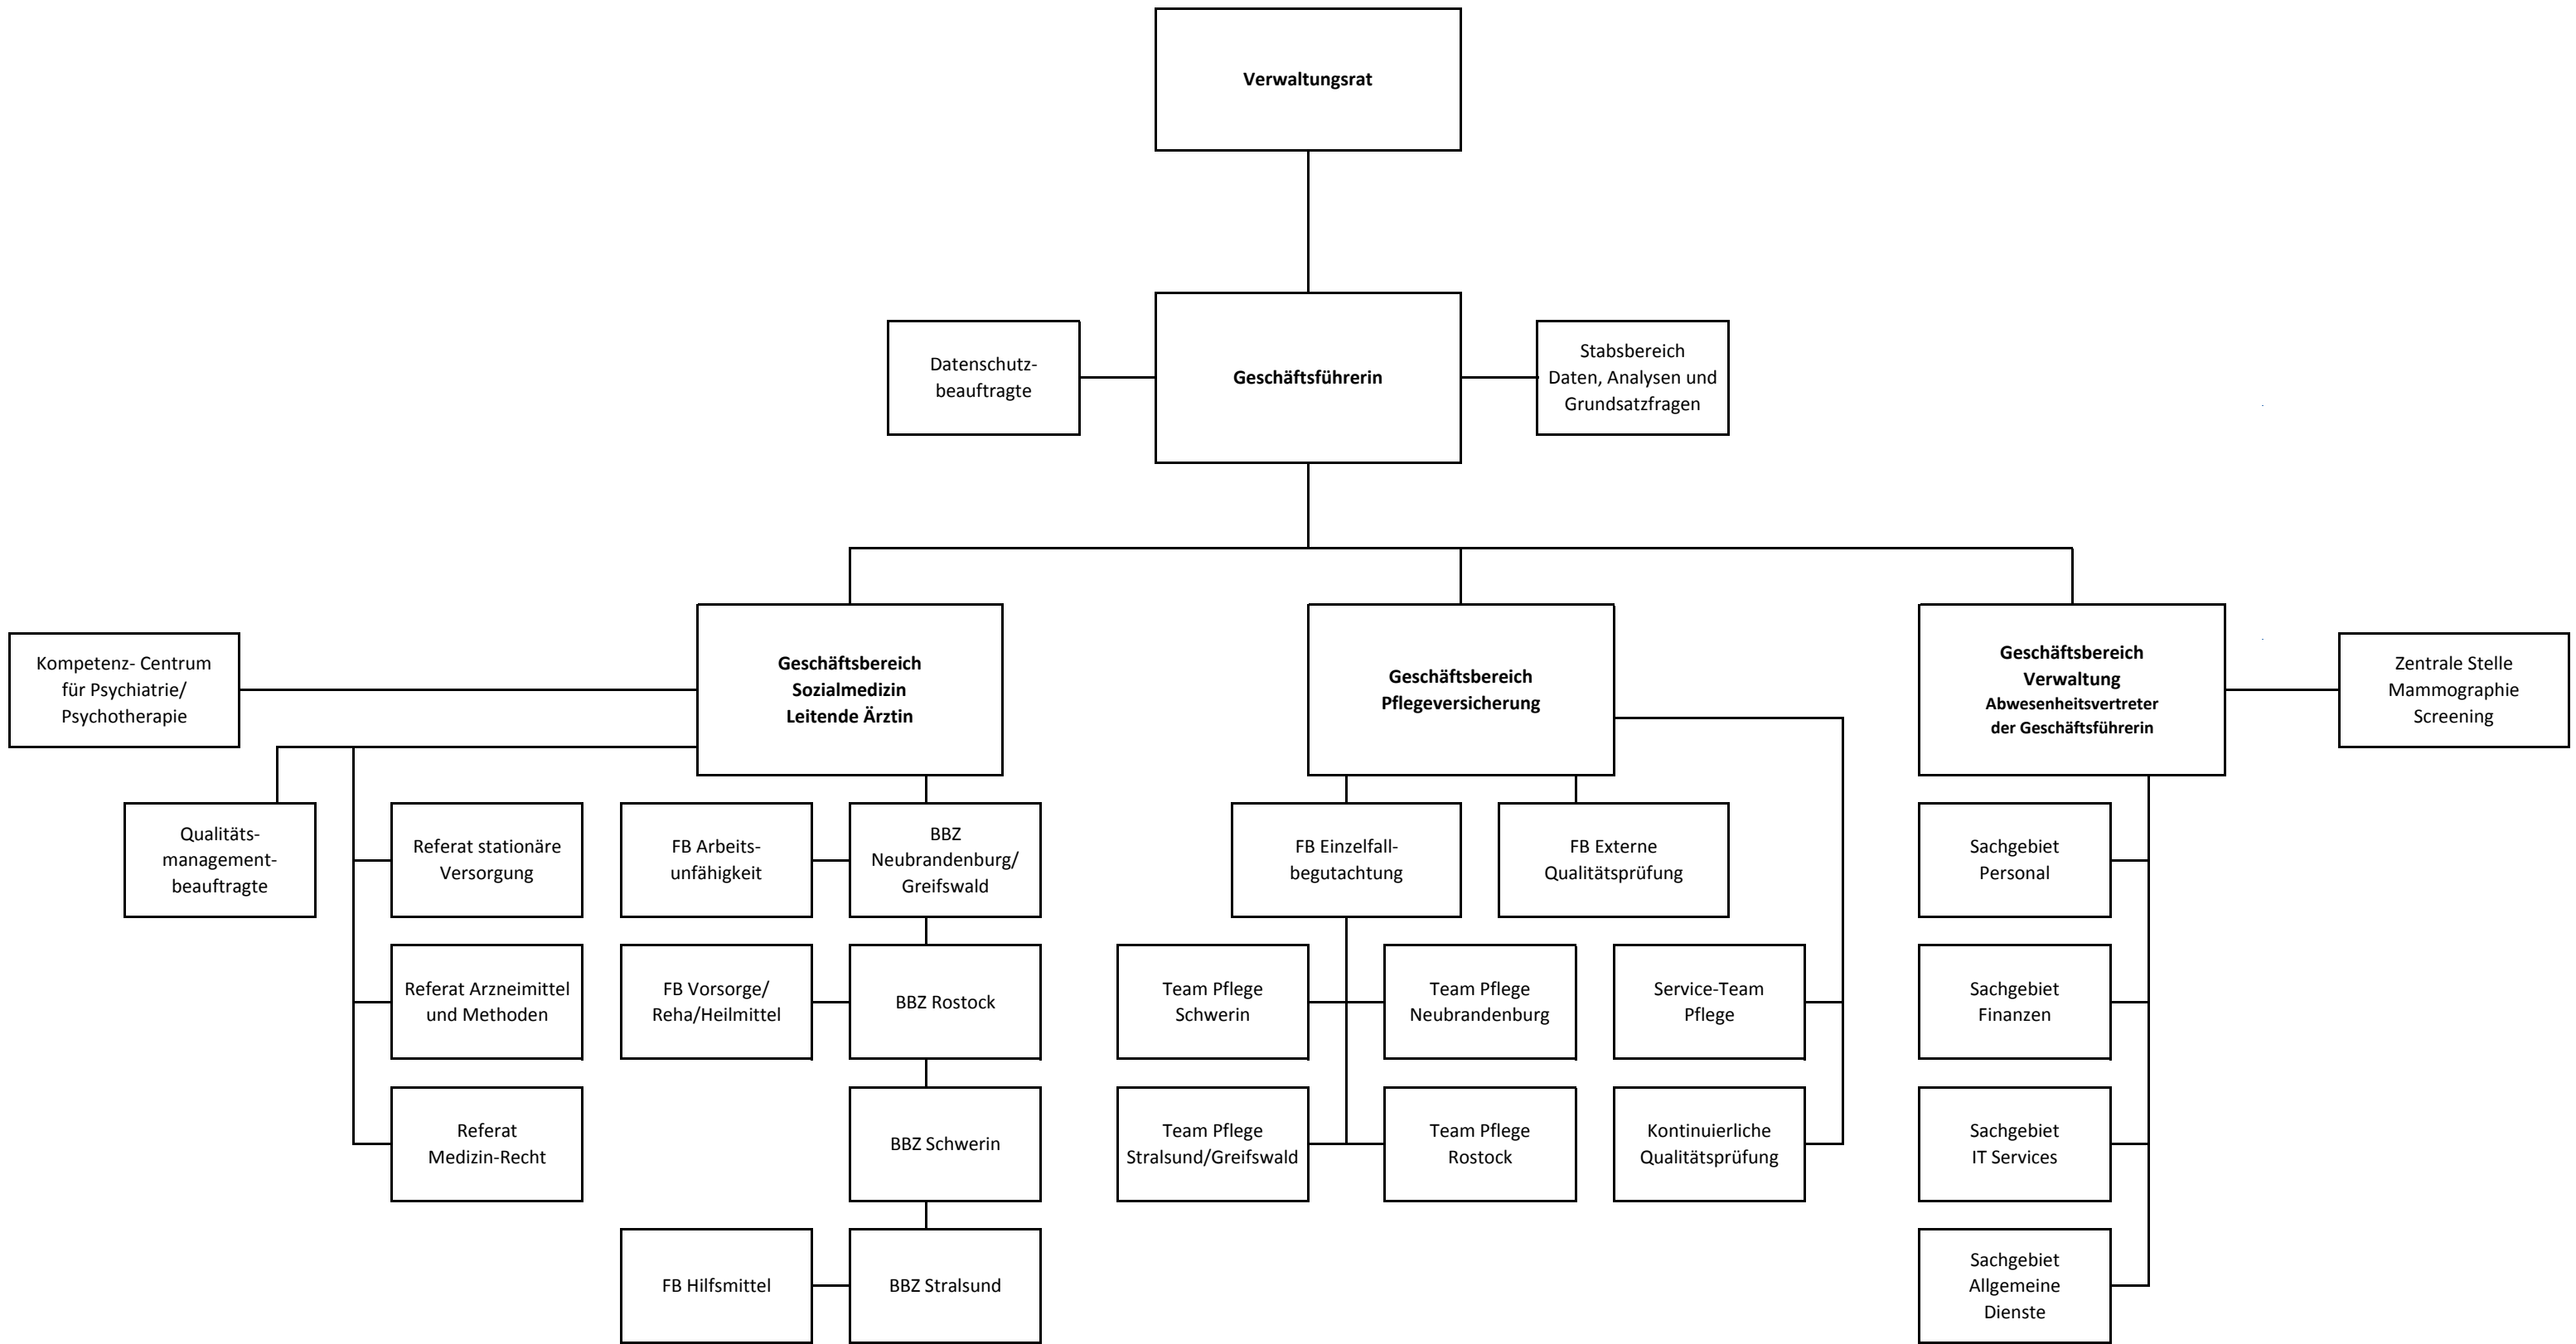 Verwaltungsrat
Datenschutz-
beauftragte
Geschäftsführerin
Stabsbereich
Daten, Analysen und
Grundsatzfragen
Kompetenz- Centrum
für Psychiatrie/
Psychotherapie
Geschäftsbereich
Sozialmedizin
Leitende Ärztin
Geschäftsbereich
Pflegeversicherung
Geschäftsbereich
Verwaltung
Abwesenheitsvertreter
der Geschäftsführerin
Zentrale Stelle
Mammographie
Screening
Qualitäts-
management-
beauftragte
Referat stationäre
Versorgung
FB Arbeits-
unfähigkeit
BBZ
Neubrandenburg/
Greifswald
FB Einzelfall-
begutachtung
FB Externe
Qualitätsprüfung
Sachgebiet
Personal
Referat Arzneimittel
und Methoden
FB Vorsorge/
Reha/Heilmittel
BBZ Rostock
Team Pflege
Schwerin
Team Pflege
Neubrandenburg
Service-Team
Pflege
Sachgebiet
Finanzen
Referat
Medizin-Recht
BBZ Schwerin
Team Pflege
Stralsund/Greifswald
Team Pflege
Rostock
Kontinuierliche
Qualitätsprüfung
Sachgebiet
IT Services
FB Hilfsmittel
BBZ Stralsund
Sachgebiet
Allgemeine
Dienste